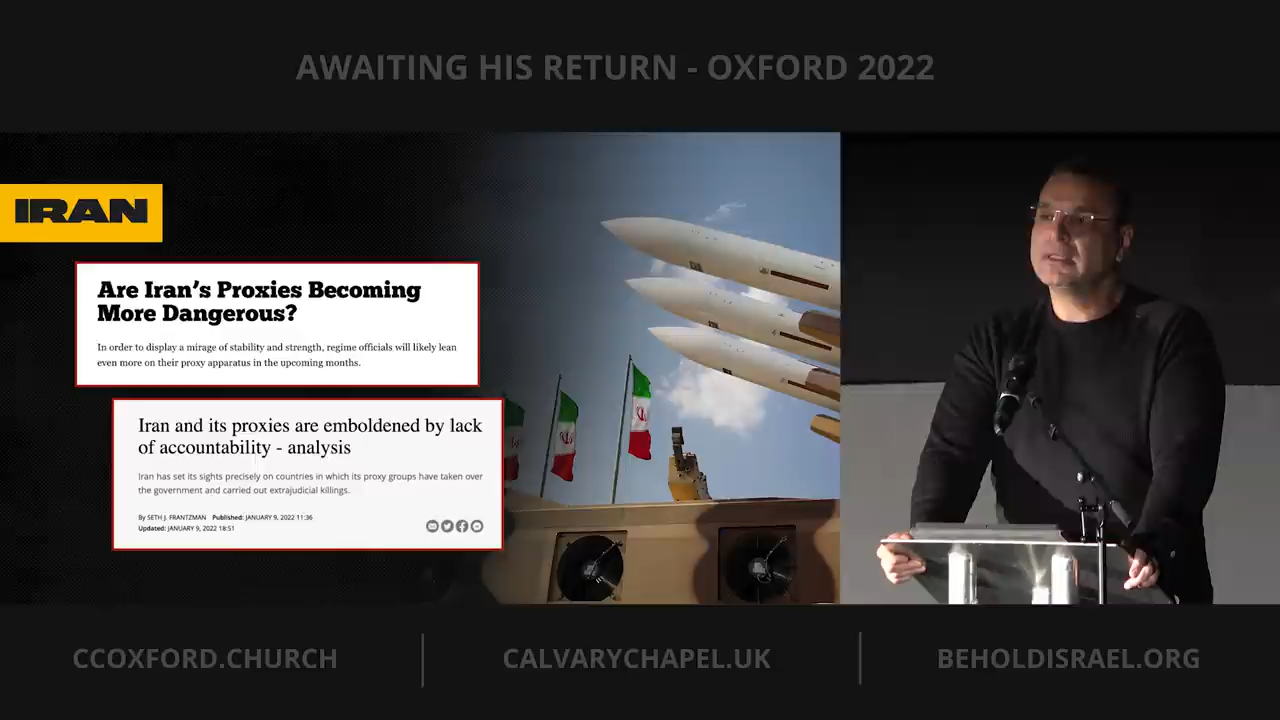 AWAITING HIS RETURN - OXFORD 2022
IRAN
Are Iran's Proxies Becoming
More Dangerous?
In order to display a mirage of stability and strength, regime officials will likely lean
even more on their proxy apparatus in the upcoming months.
Iran and its proxies are emboldened by lack
of accountability - analysis
Iran has set its sights precisely on countries in which its proxy groups have taken over
the government and carried out extrajudicial killings.
By SETH J. FRANTZMAN Published: JANUARY 9, 2022 11:36
Updated: JANUARY 9, 2022 18:51
CCOXFORD.CHURCH
CALVARYCHAPEL.UK
BEHOLDISRAEL.ORG